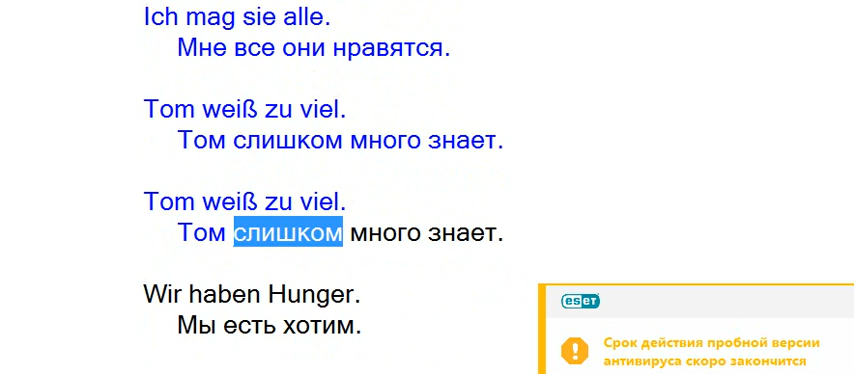 Ich mag sie alle.
Мне все они нравятся.
Tom weiß zu viel.
Том слишком много знает.
Tom weiß zu viel.
Том слишком много знает.
Wir haben Hunger.
Мы есть хотим.
eset
Срок действия пробной версии
антивируса скоро закончится